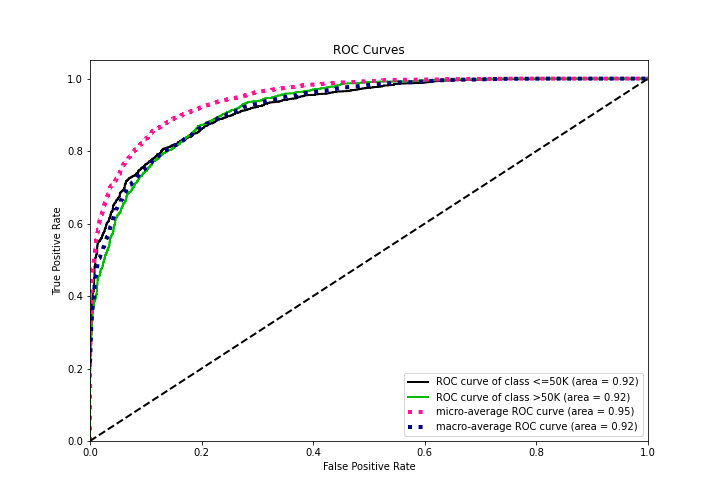 ROC Curves
True Positive Rate
1.0
0.8
0.6
0.4
0.2
0.0
0.0 0.2 0.4 0.6 0.8 1.0
False Positive Rate
ROC curve of class <=50K (area = 0.92)
ROC curve of class >50K (area = 0.92)
micro-average ROC curve (area = 0.95)
macro-average ROC curve (area = 0.92)